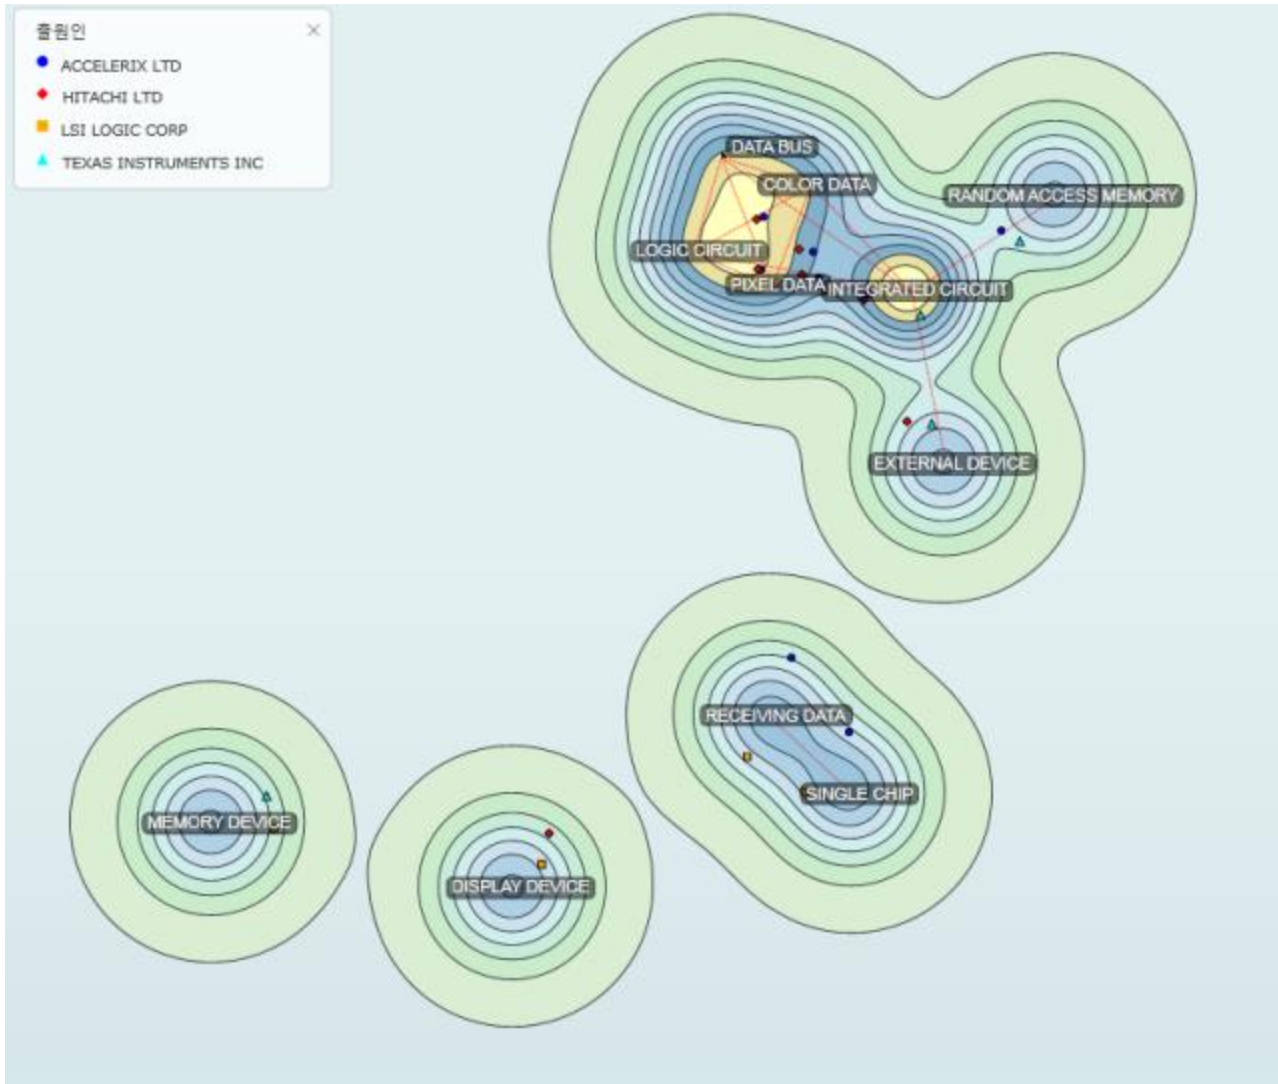 출원인
ACCELERIX LTD
HITACHI LTD
LSI LOGIC CORP
TEXAS INSTRUMENTS INC
DATA BUS
COLOR DATA
RANDOM ACCESS MEMORY
LOGIC CIRCUIT
PIXEL DATA
INTEGRATED CIRCUIT
EXTERNAL DEVICE
RECEIVING DATA
SINGLE CHIP
MEMORY DEVICE
DISPLAY DEVICE